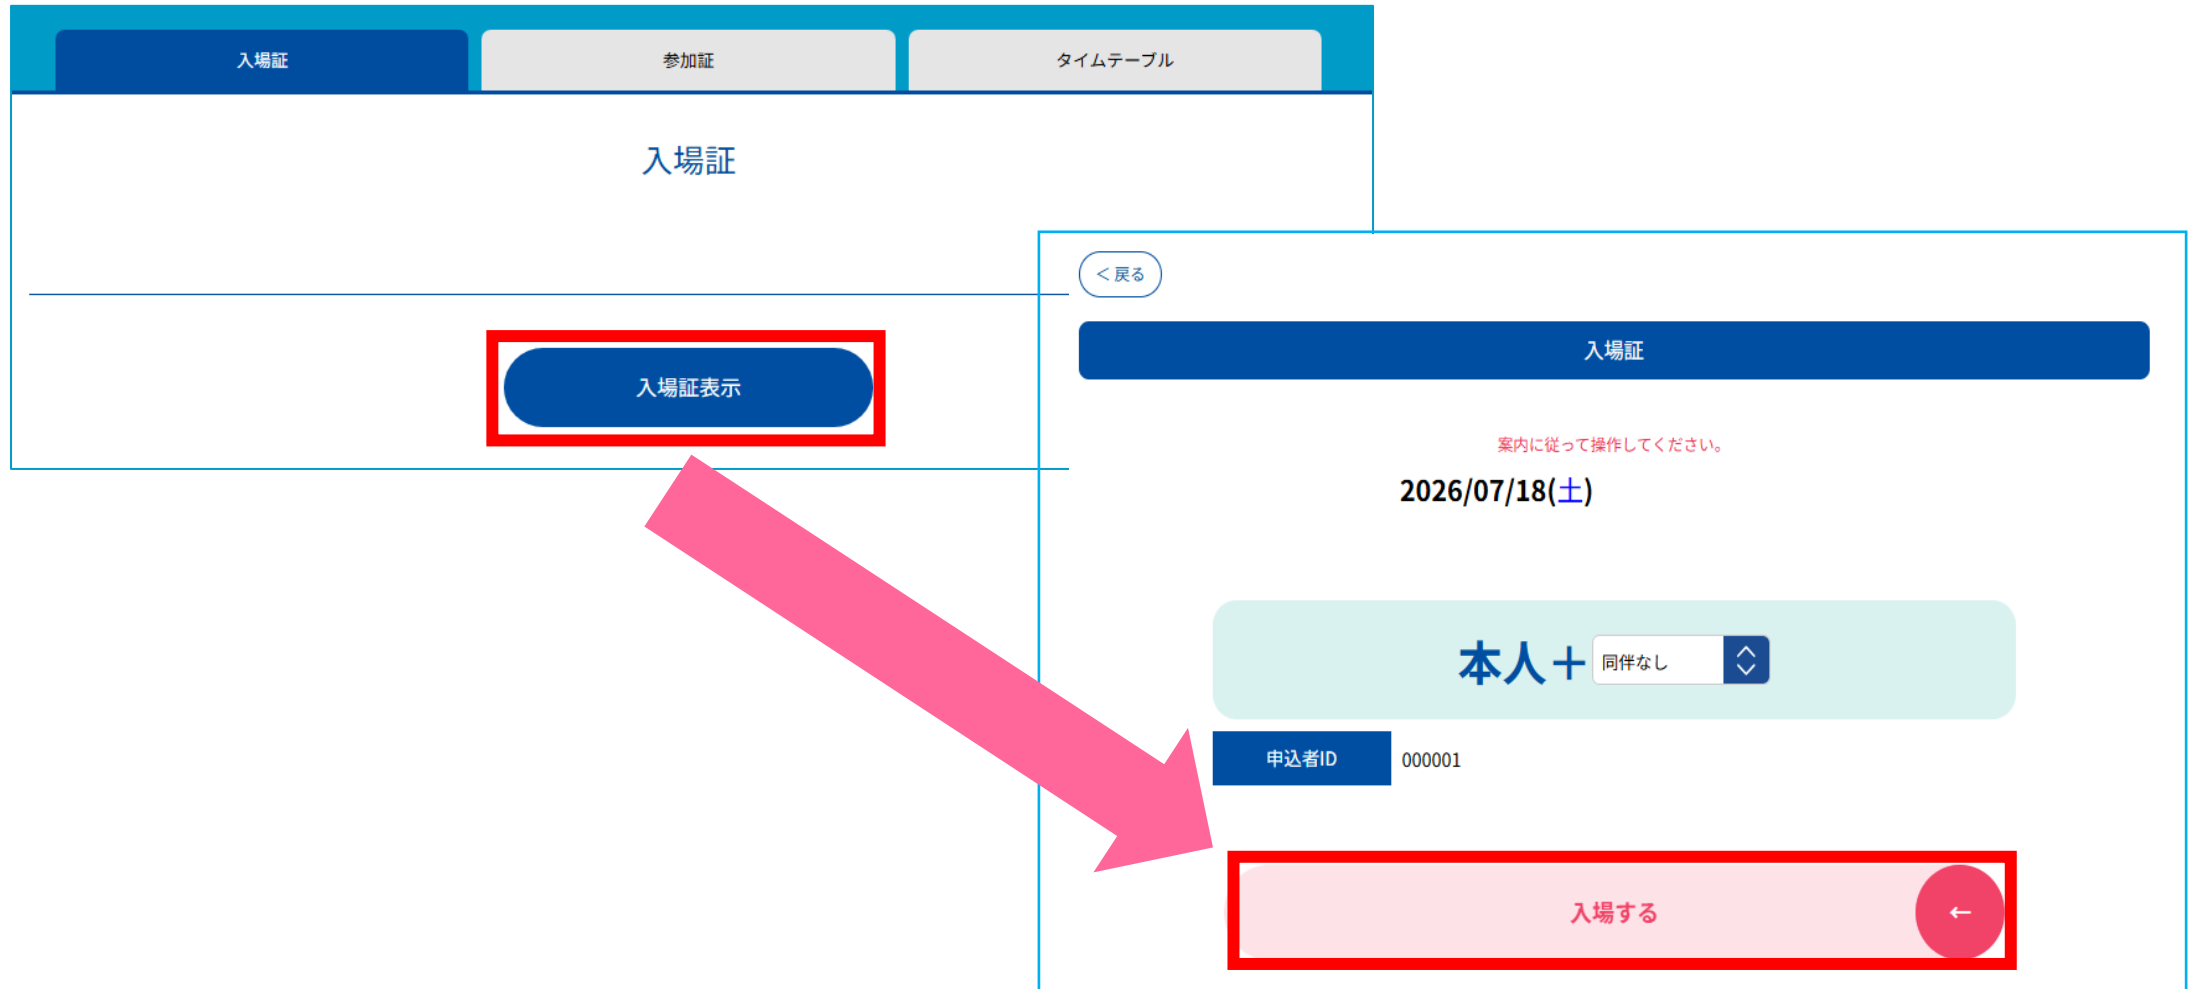 入場証
参加証
タイムテーブル
入場証
入場証表示
＜戻る
入場証
案内に従って操作してください。
2026/07/18(土)
本人＋ 同伴なし
申込者ID 000001
入場する ←